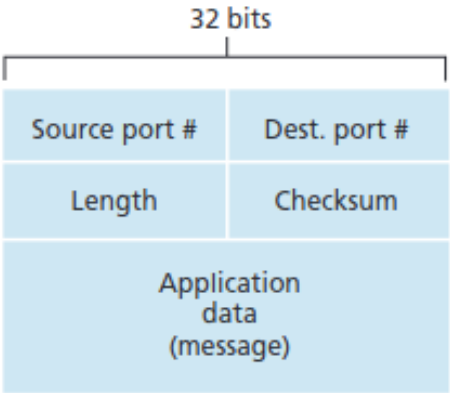 32 bits
Source port #
Dest. port #
Length
Checksum
Application
data
(message)